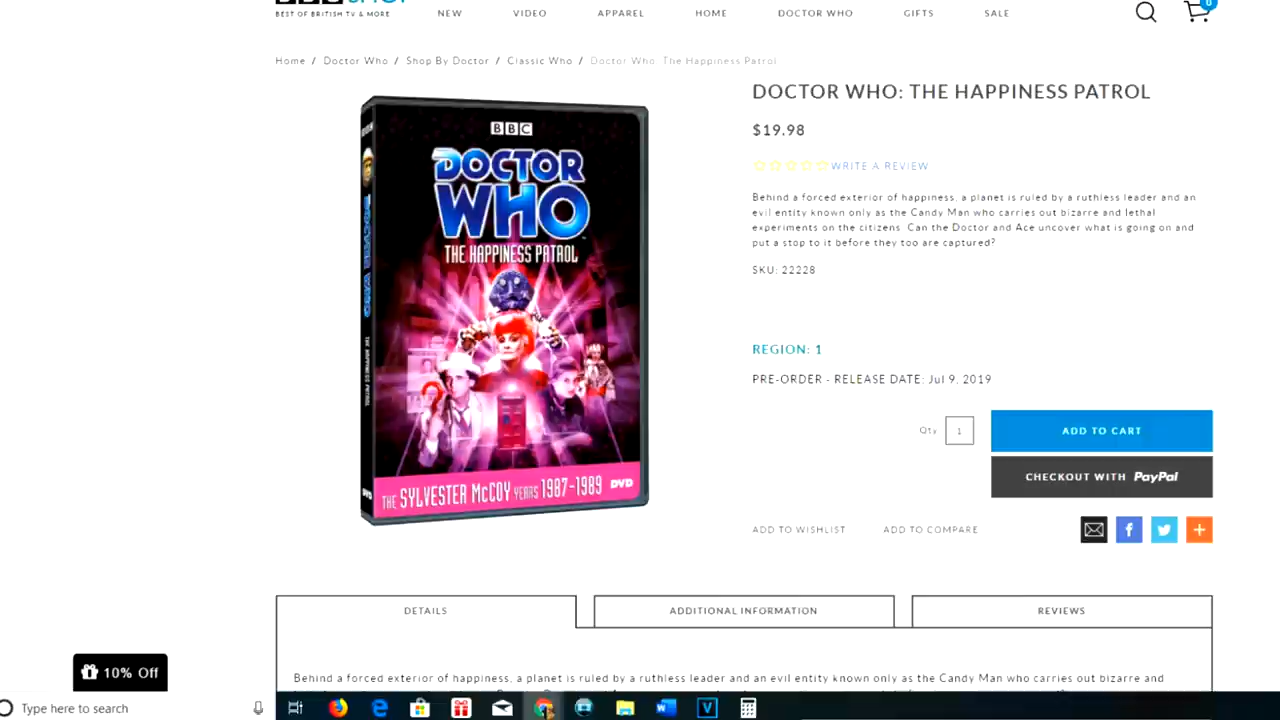 BEST OF BRITISH TV & MORE
NEW VIDEO APPAREL HOME DOCTOR WHO GIFTS SALE
0
Home / Doctor Who / Shop By Doctor / Classic Who / Doctor Who: The Happiness Patrol
DOCTOR WHO: THE HAPPINESS PATROL
$19.98
WRITE A REVIEW
Behind a forced exterior of happiness, a planet is ruled by a ruthless leader and an
evil entity known only as the Candy Man who carries out bizarre and lethal
experiments on the citizens. Can the Doctor and Ace uncover what is going on and
put a stop to it before they too are captured?
SKU: 22228
REGION: 1
PRE-ORDER - RELEASE DATE: Jul 9, 2019
Qty 1
ADD TO CART
CHECKOUT WITH PayPal
ADD TO WISHLIST ADD TO COMPARE
BBC
DOCTOR
WHO
THE HAPPINESS PATROL
DOCTOR WHO
THE HAPPINESS PATROL
DVD
THE SYLVESTER McCOY YEARS 1987-1989 DVD
DETAILS ADDITIONAL INFORMATION REVIEWS
Behind a forced exterior of happiness, a planet is ruled by a ruthless leader and an evil entity known only as the Candy Man who carries out bizarre and
10% Off
Type here to search